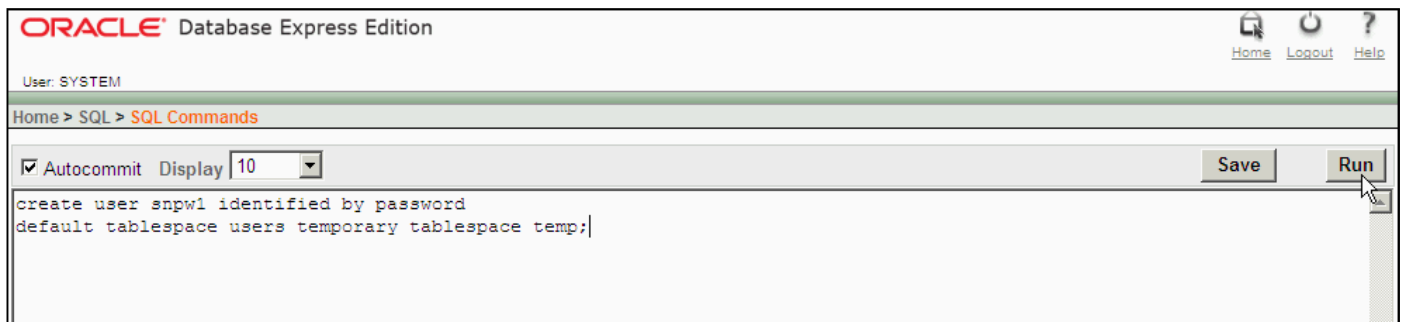 ORACLE Database Express Edition
Home Logout Help
User: SYSTEM
Home > SQL > SQL Commands
Autocommit Display 10 Save Run
create user snpw1 identified by password
default tablespace users temporary tablespace temp;